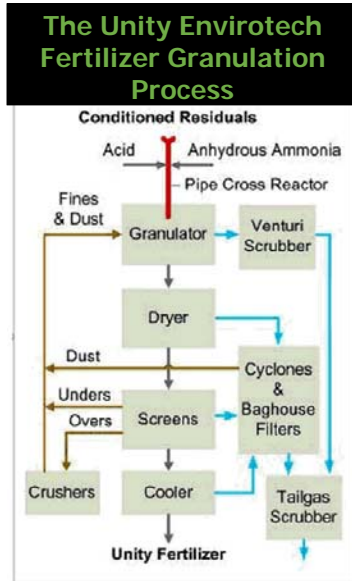 The Unity Envirotech
Fertilizer Granulation
Process
Conditioned Residuals
Acid
Anhydrous Ammonia
Pipe Cross Reactor
Fines
& Dust
Granulator
Venturi
Scrubber
Dryer
Dust
Cyclones
&
Baghouse
Filters
Unders
Overs
Screens
Crushers
Cooler
Tailgas
Scrubber
Unity Fertilizer